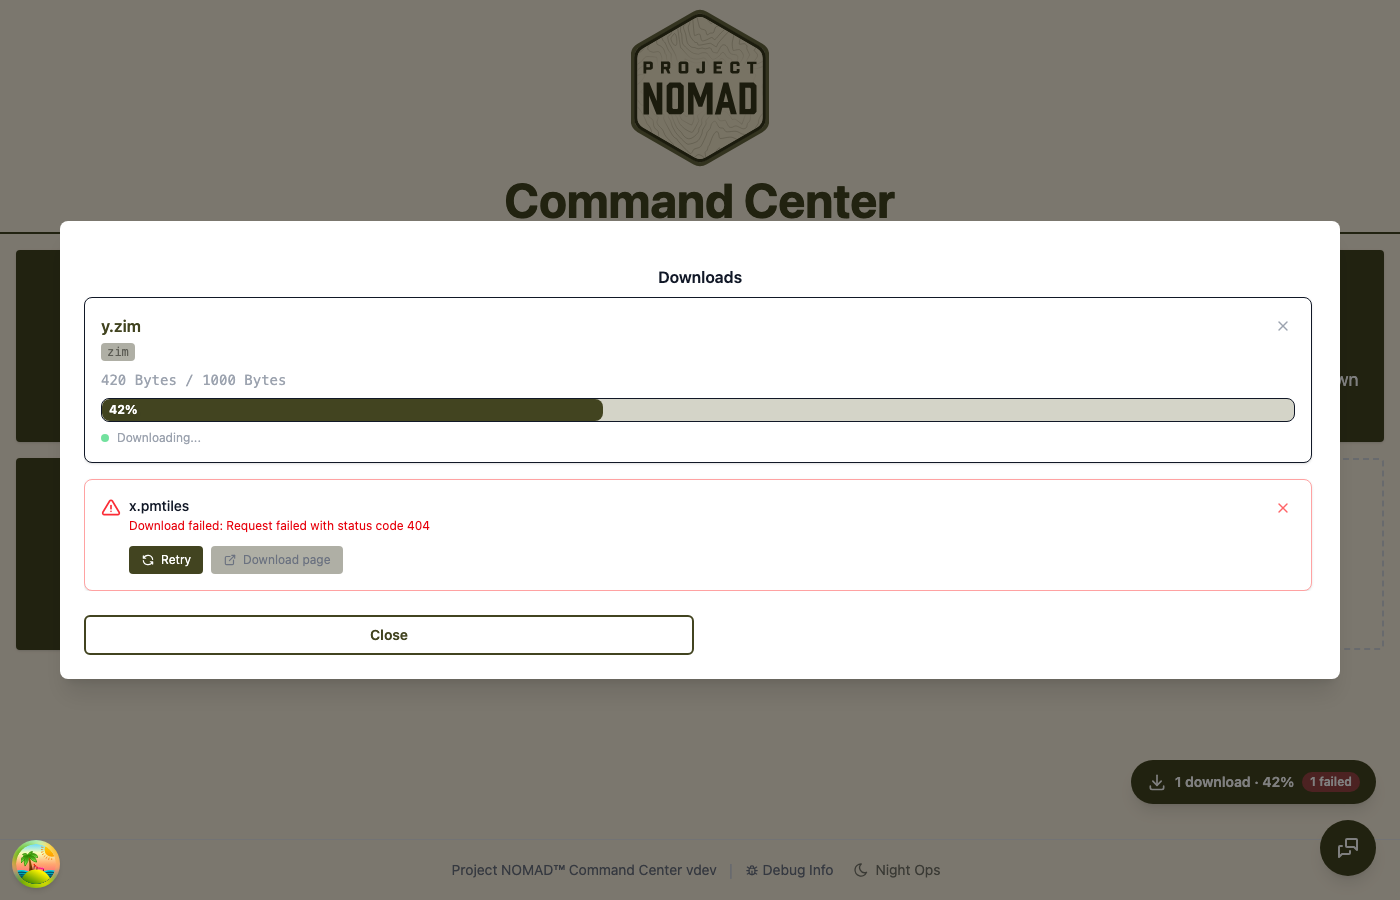 PROJECT
NOMAD
Command Center
Downloads
y.zim
zim
420 Bytes / 1000 Bytes
42%
Downloading...
wn
x.pmtiles
Download failed: Request failed with status code 404
Retry
Download page
Close
1 download · 42%
1 failed
Project NOMAD™ Command Center vdev
Debug Info
Night Ops